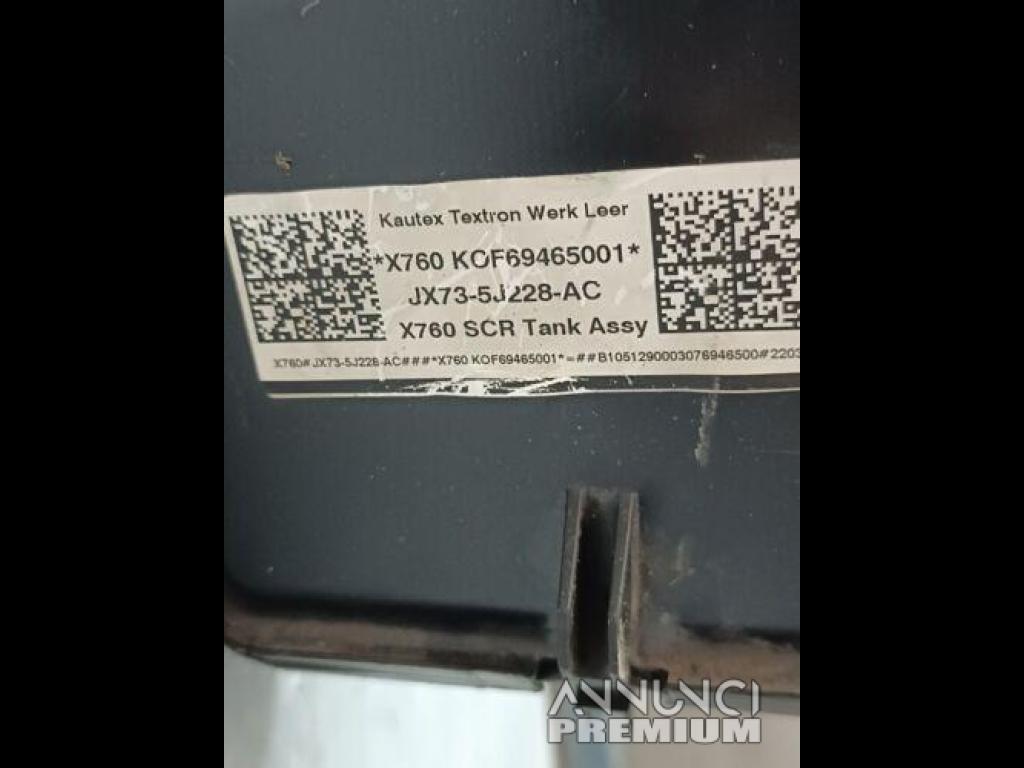 Kautex Textron Werk Leer
*X760 KOF69465001*
JX73-5J228-AC
X760 SCR Tank Assy
X760#JX73-5J228-AC###*X760 KOF69465001*=##B1051290003076946500#2203
ANNUNCI
PREMIUM